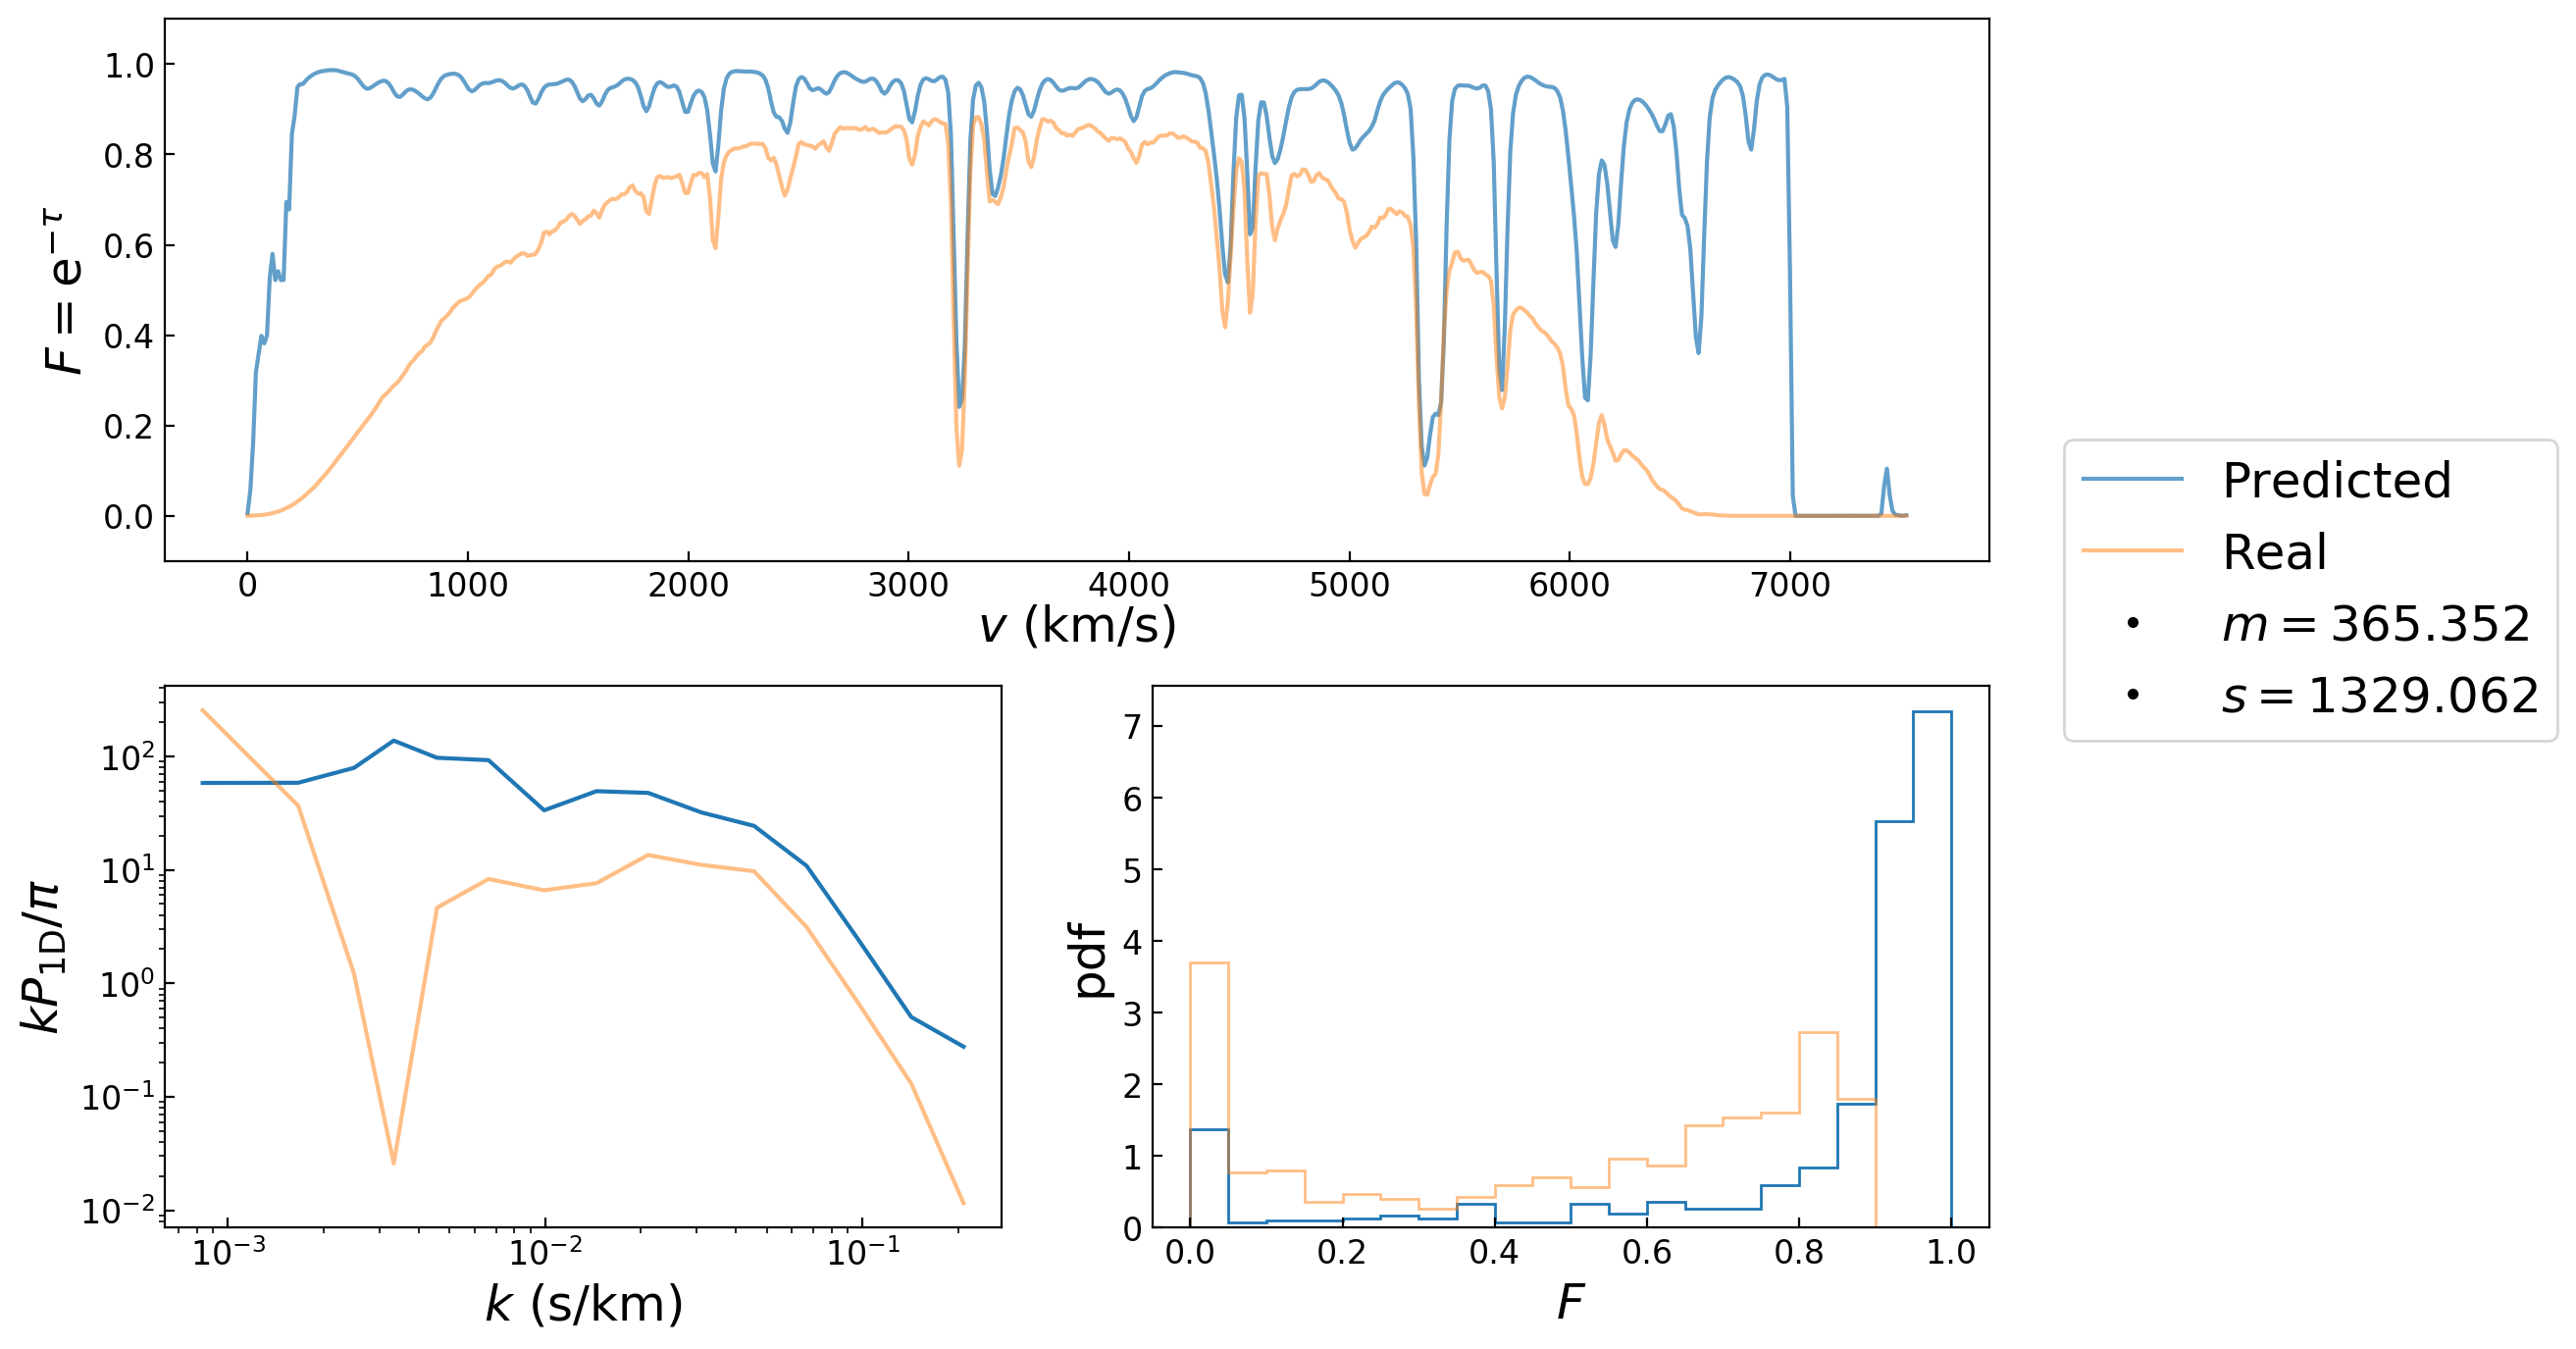 1.0
0.8
0.6
0.4
0.2
0.0
F = e^{-τ}
0 1000 2000 3000 4000 5000 6000 7000
v (km/s)
Predicted
Real
m = 365.352
s = 1329.062
10^2
10^1
10^0
10^{-1}
10^{-2}
kP_{1D}/π
10^{-3} 10^{-2} 10^{-1}
k (s/km)
7
6
5
4
3
2
1
0
pdf
0.0 0.2 0.4 0.6 0.8 1.0
F